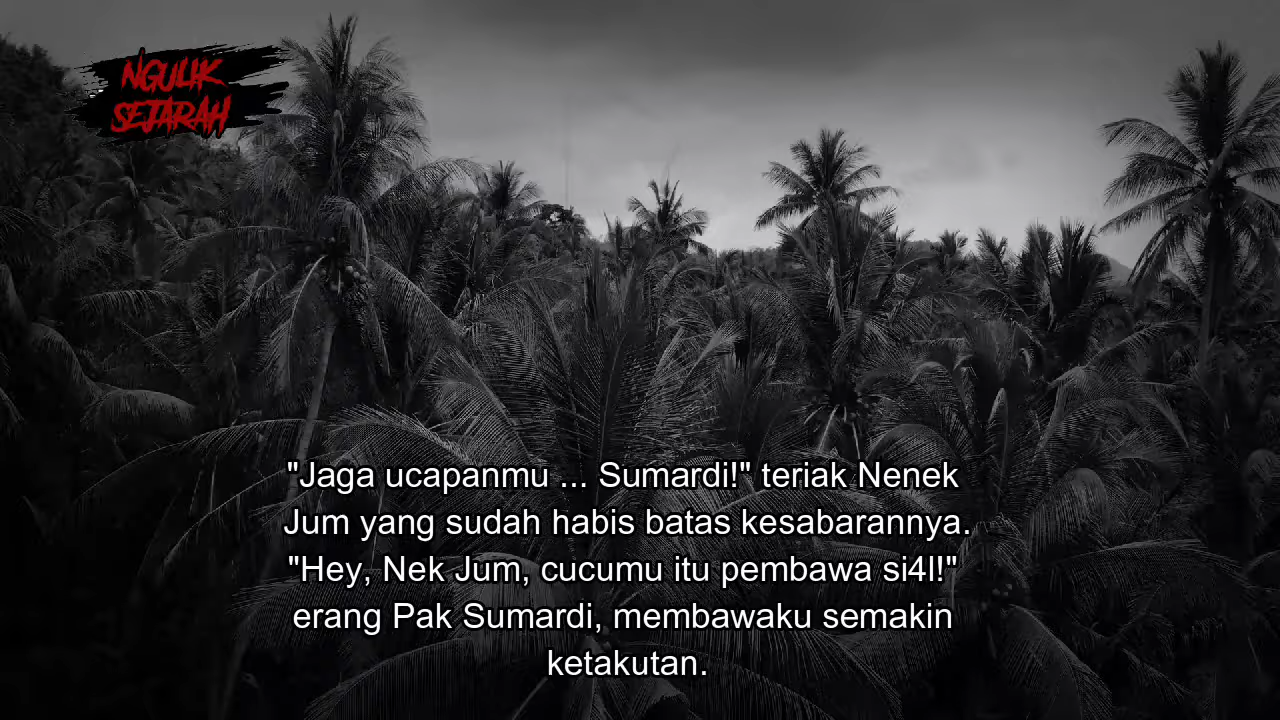 NGULIK
SEJARAH
"Jaga ucapanmu ... Sumardi!" teriak Nenek
Jum yang sudah habis batas kesabarannya.
"Hey, Nek Jum, cucumu itu pembawa si4l!"
erang Pak Sumardi, membawaku semakin
ketakutan.